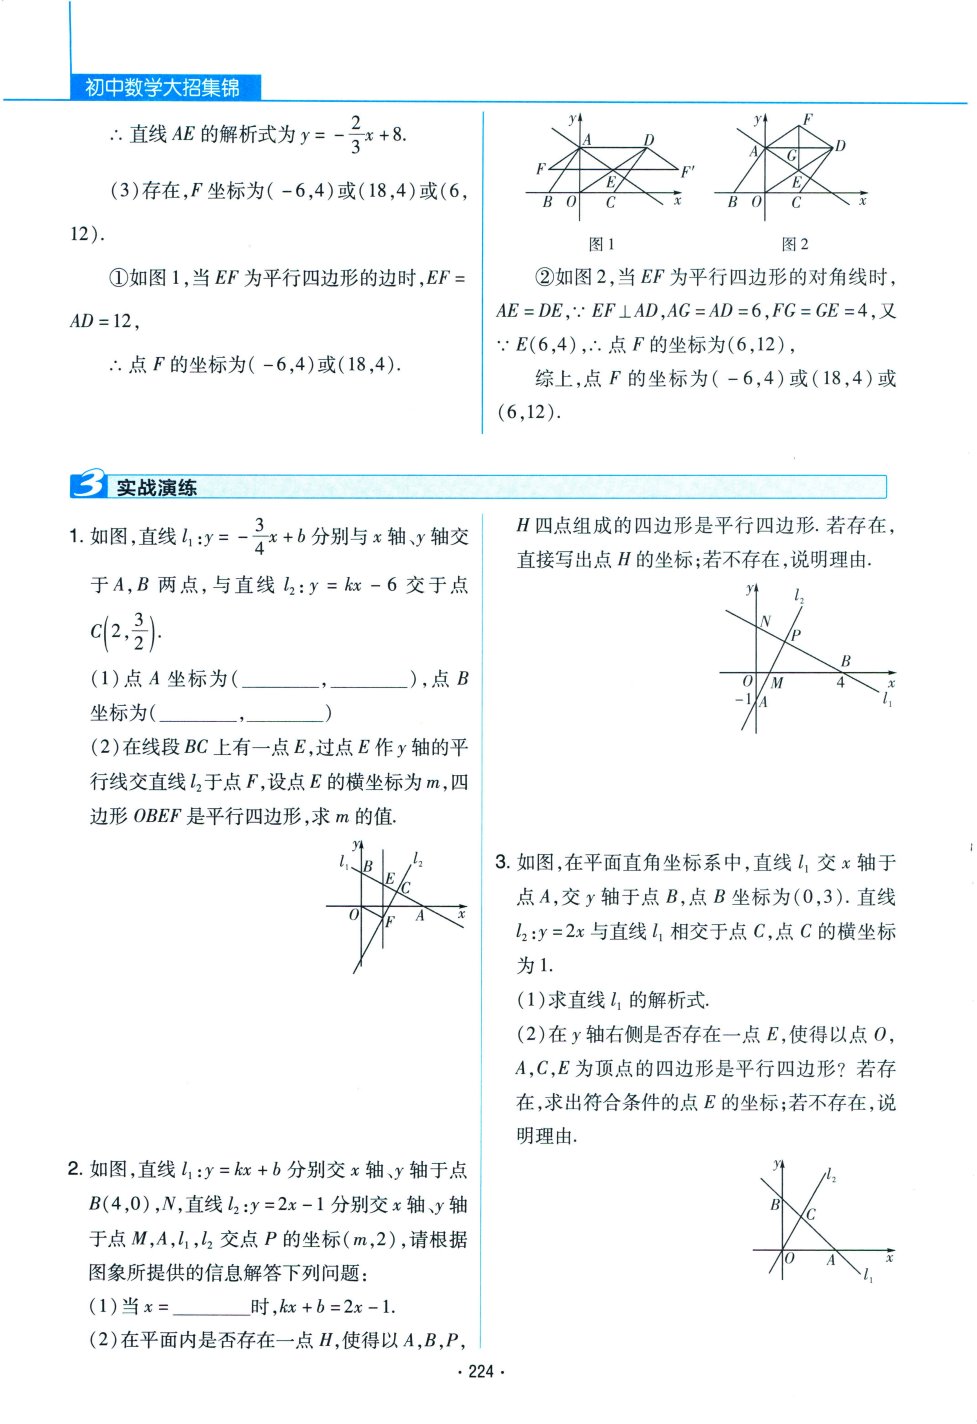 初中数学大招集锦
∴直线 AE 的解析式为 y = -2/3x +8.
(3)存在,F 坐标为( -6,4)或(18,4)或(6,
12).
①如图 1,当 EF 为平行四边形的边时,EF =
AD = 12,
∴点 F 的坐标为( -6,4)或(18,4).
y A D F E F' B O C x
图 1
y F A G D E B O C x
图 2
②如图 2,当 EF 为平行四边形的对角线时,
AE = DE,∵ EF⊥AD,AG = AD = 6,FG = GE = 4,又
∵ E(6,4),∴点 F 的坐标为(6,12),
综上,点 F 的坐标为( -6,4)或(18,4)或
(6,12).
3 实战演练
1. 如图,直线 l₁:y = -3/4x + b 分别与 x 轴、y 轴交
于 A,B 两点,与直线 l₂:y = kx - 6 交于点
C(2,3/2).
(1)点 A 坐标为(________,________),点 B
坐标为(________,________)
(2)在线段 BC 上有一点 E,过点 E 作 y 轴的平
行线交直线 l₂于点 F,设点 E 的横坐标为 m,四
边形 OBEF 是平行四边形,求 m 的值.
y l₁ B E C l₂ O F A x
2. 如图,直线 l₁:y = kx + b 分别交 x 轴、y 轴于点
B(4,0),N,直线 l₂:y = 2x - 1 分别交 x 轴、y 轴
于点 M,A,l₁,l₂ 交点 P 的坐标(m,2),请根据
图象所提供的信息解答下列问题:
(1)当 x = ________时,kx + b = 2x - 1.
(2)在平面内是否存在一点 H,使得以 A,B,P,
H 四点组成的四边形是平行四边形. 若存在,
直接写出点 H 的坐标;若不存在,说明理由.
y l₂ N P B O M 4 x -1 A l₁
3. 如图,在平面直角坐标系中,直线 l₁ 交 x 轴于
点 A,交 y 轴于点 B,点 B 坐标为(0,3). 直线
l₂:y = 2x 与直线 l₁ 相交于点 C,点 C 的横坐标
为 1.
(1)求直线 l₁ 的解析式.
(2)在 y 轴右侧是否存在一点 E,使得以点 O,
A,C,E 为顶点的四边形是平行四边形? 若存
在,求出符合条件的点 E 的坐标;若不存在,说
明理由.
y l₂ B C O A x l₁
· 224 ·